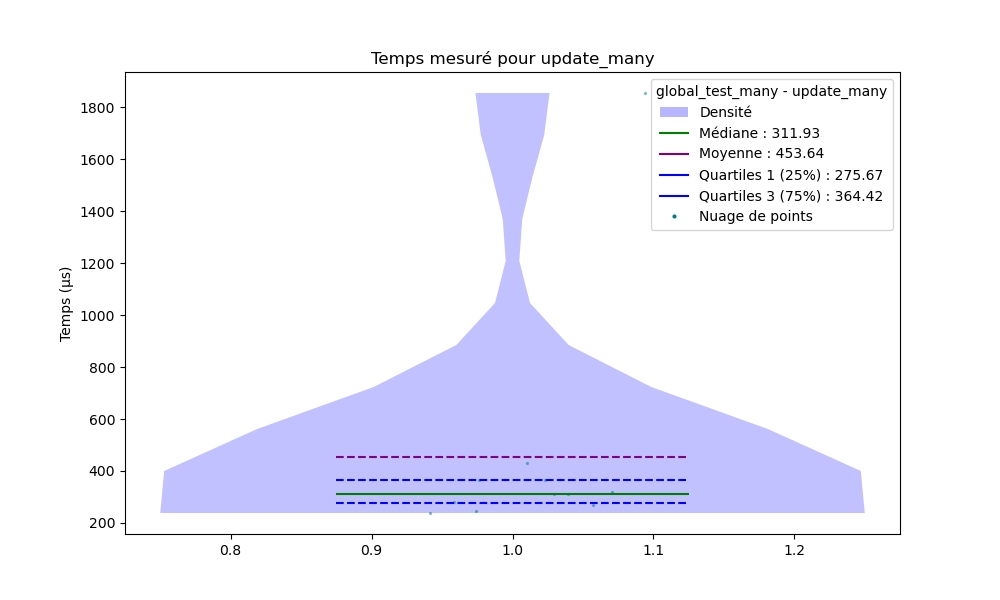 Temps mesuré pour update_many
global_test_many - update_many
Densité
Médiane : 311.93
Moyenne : 453.64
Quartiles 1 (25%) : 275.67
Quartiles 3 (75%) : 364.42
Nuage de points
Temps (µs)
1800
1600
1400
1200
1000
800
600
400
200
0.8 0.9 1.0 1.1 1.2